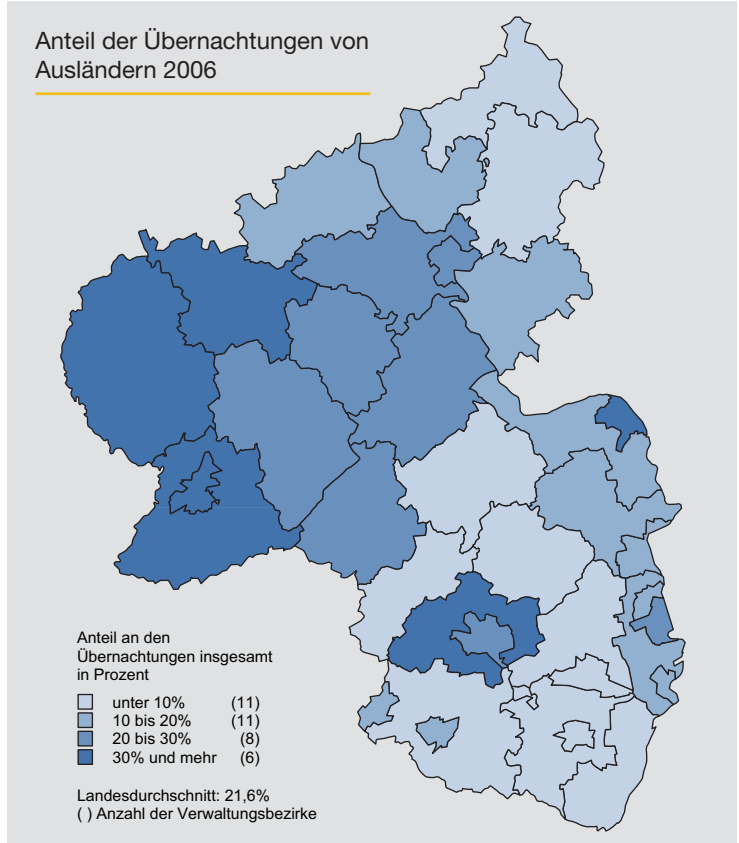 Anteil der Übernachtungen von
Ausländern 2006
Anteil an den
Übernachtungen insgesamt
in Prozent
unter 10% (11)
10 bis 20% (11)
20 bis 30% (8)
30% und mehr (6)
Landesdurchschnitt: 21,6%
( ) Anzahl der Verwaltungsbezirke